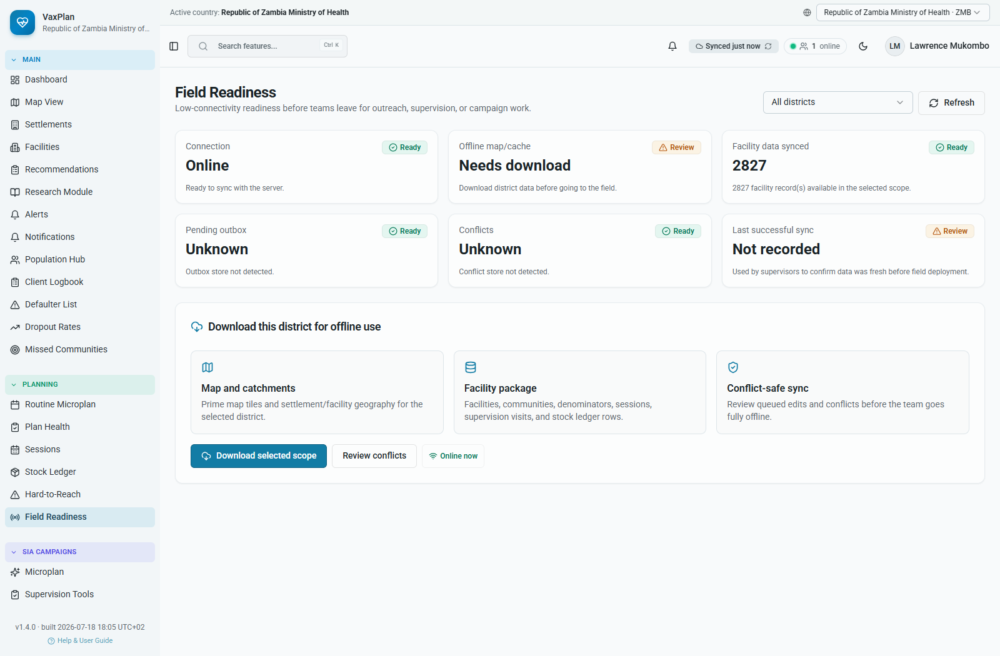 VaxPlan
Republic of Zambia Ministry of...
MAIN
Dashboard
Map View
Settlements
Facilities
Recommendations
Research Module
Alerts
Notifications
Population Hub
Client Logbook
Defaulter List
Dropout Rates
Missed Communities
PLANNING
Routine Microplan
Plan Health
Sessions
Stock Ledger
Hard-to-Reach
Field Readiness
SIA CAMPAIGNS
Microplan
Supervision Tools
v1.4.0 · built 2026-07-18 18:05 UTC+02
Help & User Guide
Active country: Republic of Zambia Ministry of Health
Republic of Zambia Ministry of Health · ZMB
Search features...
Ctrl K
Synced just now
1 online
LM
Lawrence Mukombo
Field Readiness
Low-connectivity readiness before teams leave for outreach, supervision, or campaign work.
All districts
Refresh
Connection
Ready
Online
Ready to sync with the server.
Offline map/cache
Review
Needs download
Download district data before going to the field.
Facility data synced
Ready
2827
2827 facility record(s) available in the selected scope.
Pending outbox
Ready
Unknown
Outbox store not detected.
Conflicts
Ready
Unknown
Conflict store not detected.
Last successful sync
Review
Not recorded
Used by supervisors to confirm data was fresh before field deployment.
Download this district for offline use
Map and catchments
Prime map tiles and settlement/facility geography for the
selected district.
Facility package
Facilities, communities, denominators, sessions,
supervision visits, and stock ledger rows.
Conflict-safe sync
Review queued edits and conflicts before the team goes
fully offline.
Download selected scope
Review conflicts
Online now